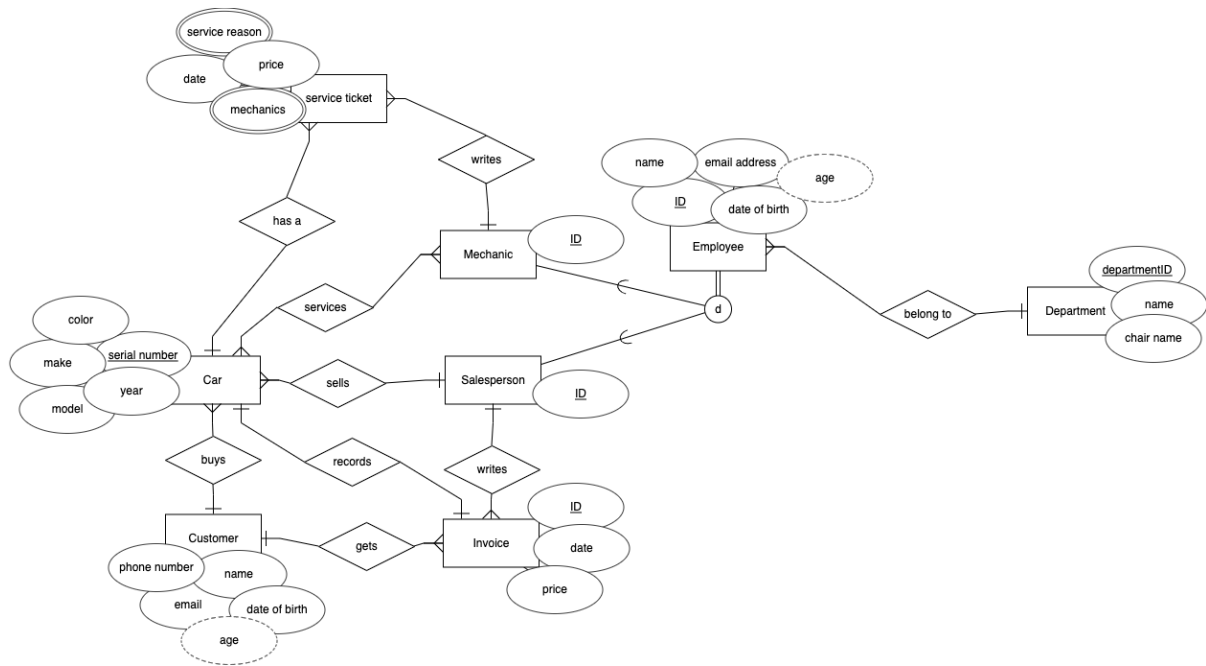 service reason
price
date
service ticket
mechanics
writes
name
email address
age
ID
date of birth
has a
Mechanic
ID
Employee
departmentID
services
name
d
belong to
Department
color
chair name
make
serial number
Car
sells
Salesperson
year
ID
model
buys
records
writes
ID
Customer
gets
Invoice
date
phone number
name
price
email
date of birth
age